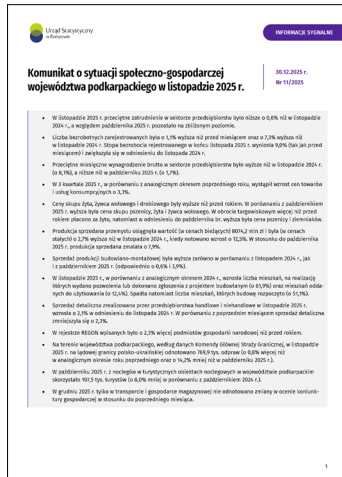 Urząd Statystyczny
w Rzeszowie
INFORMACJE SYGNALNE
Komunikat o sytuacji społeczno-gospodarczej
województwa podkarpackiego w listopadzie 2025 r.
30.12.2025 r.
Nr 11/2025
• W listopadzie 2025 r. przeciętne zatrudnienie w sektorze przedsiębiorstw było niższe o 0,6% niż w listopadzie
2024 r., a względem października 2025 r. pozostało na zbliżonym poziomie.
• Liczba bezrobotnych zarejestrowanych była o 1,1% wyższa niż przed miesiącem oraz o 7,3% wyższa niż
w listopadzie 2024 r. Stopa bezrobocia rejestrowanego w końcu listopada 2025 r. wyniosła 9,0% (tak jak przed
miesiącem) i zwiększyła się w odniesieniu do listopada 2024 r.
• Przeciętne miesięczne wynagrodzenie brutto w sektorze przedsiębiorstw było wyższe niż w listopadzie 2024 r.
(o 8,1%), a niższe niż w październiku 2025 r. (o 1,7%).
• W 3 kwartale 2025 r., w porównaniu z analogicznym okresem poprzedniego roku, wystąpił wzrost cen towarów
i usług konsumpcyjnych o 3,3%.
• Ceny skupu żyta, żywca wołowego i drobiowego były wyższe niż przed rokiem. W porównaniu z październikiem
2025 r. wyższa była cena skupu pszenicy, żyta i żywca wołowego. W obrocie targowiskowym więcej niż przed
rokiem płacono za żyto, natomiast w odniesieniu do października br. wyższa była cena pszenicy i ziemniaków.
• Produkcja sprzedana przemysłu osiągnęła wartość (w cenach bieżących) 8074,2 mln zł i była (w cenach
stałych) o 2,7% wyższa niż w listopadzie 2024 r., kiedy notowano wzrost o 12,5%. W stosunku do października
2025 r. produkcja sprzedana zmalała o 7,9%.
• Sprzedaż produkcji budowlano-montażowej była wyższa zarówno w porównaniu z listopadem 2024 r., jak
i z październikiem 2025 r. (odpowiednio o 0,6% i 3,9%).
• W listopadzie 2025 r., w porównaniu z analogicznym okresem 2024 r., wzrosła liczba mieszkań, na realizację
których wydano pozwolenia lub dokonano zgłoszenia z projektem budowlanym (o 61,9%) oraz mieszkań odda-
nych do użytkowania (o 12,4%). Spadła natomiast liczba mieszkań, których budowę rozpoczęto (o 51,1%).
• Sprzedaż detaliczna zrealizowana przez przedsiębiorstwa handlowe i niehandlowe w listopadzie 2025 r.
wzrosła o 2,1% w odniesieniu do listopada 2024 r. W porównaniu z poprzednim miesiącem sprzedaż detaliczna
zmniejszyła się o 2,3%.
• W rejestrze REGON wpisanych było o 2,3% więcej podmiotów gospodarki narodowej niż przed rokiem.
• Na terenie województwa podkarpackiego, według danych Komendy Głównej Straży Granicznej, w listopadzie
2025 r. na lądowej granicy polsko-ukraińskiej odnotowano 769,9 tys. odpraw (o 0,8% więcej niż
w analogicznym okresie roku poprzedniego oraz o 14,2% mniej niż w październiku 2025 r.).
• W październiku 2025 r. z noclegów w turystycznych obiektach noclegowych w województwie podkarpackim
skorzystało 107,5 tys. turystów (o 8,0% mniej w porównaniu z październikiem 2024 r.).
• W grudniu 2025 r. tylko w transporcie i gospodarce magazynowej nie odnotowano zmiany w ocenie koniunk-
tury gospodarczej w stosunku do poprzedniego miesiąca.
1